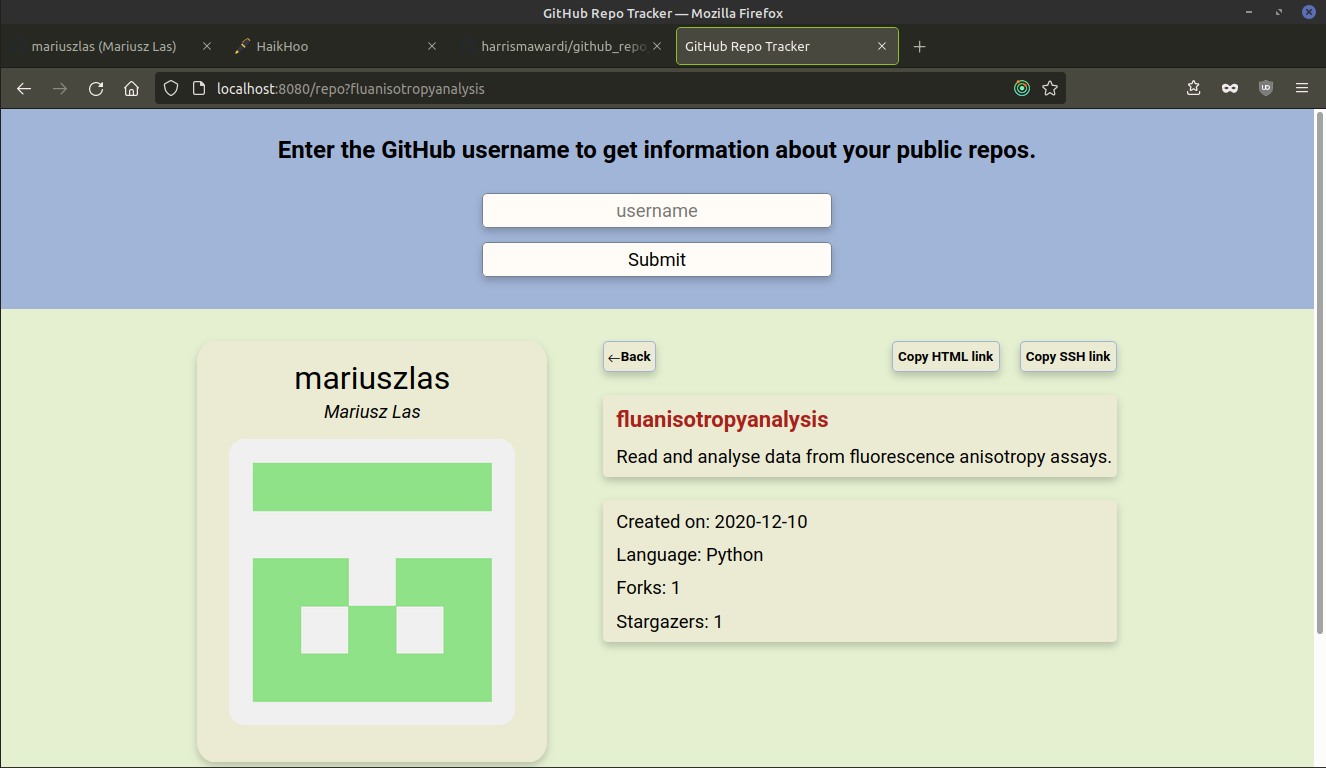 GitHub Repo Tracker — Mozilla Firefox
mariuszlas (Mariusz Las)
HaikHoo
harrismawardi/github_repo
GitHub Repo Tracker
localhost:8080/repo?fluanisotropyanalysis
Enter the GitHub username to get information about your public repos.
username
Submit
mariuszlas
Mariusz Las
←Back
Copy HTML link
Copy SSH link
fluanisotropyanalysis
Read and analyse data from fluorescence anisotropy assays.
Created on: 2020-12-10
Language: Python
Forks: 1
Stargazers: 1